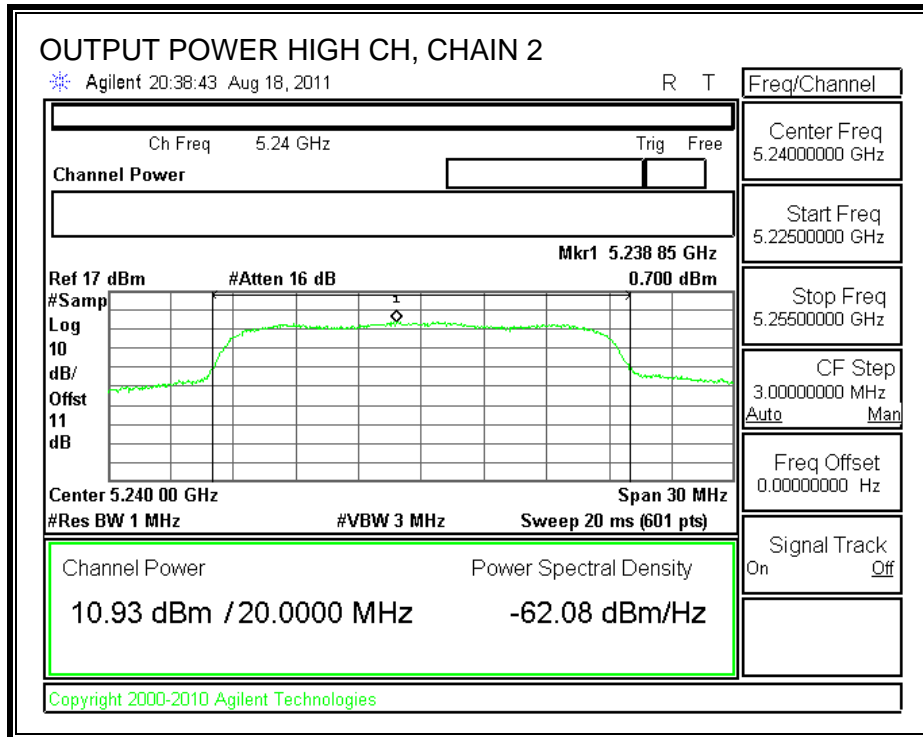 OUTPUT POWER HIGH CH, CHAIN 2
Agilent 20:38:43 Aug 18, 2011 R T
Freq/Channel
Ch Freq 5.24 GHz Trig Free
Channel Power
Center Freq
5.24000000 GHz
Start Freq
5.22500000 GHz
Mkr1 5.238 85 GHz
Ref 17 dBm #Atten 16 dB 0.700 dBm
Stop Freq
5.25500000 GHz
#Samp
Log
10
dB/
Offst
11
dB
1
CF Step
3.00000000 MHz
Auto Man
Freq Offset
0.00000000 Hz
Center 5.240 00 GHz Span 30 MHz
#Res BW 1 MHz #VBW 3 MHz Sweep 20 ms (601 pts)
Signal Track
On Off
Channel Power Power Spectral Density
10.93 dBm / 20.0000 MHz -62.08 dBm/Hz
Copyright 2000-2010 Agilent Technologies